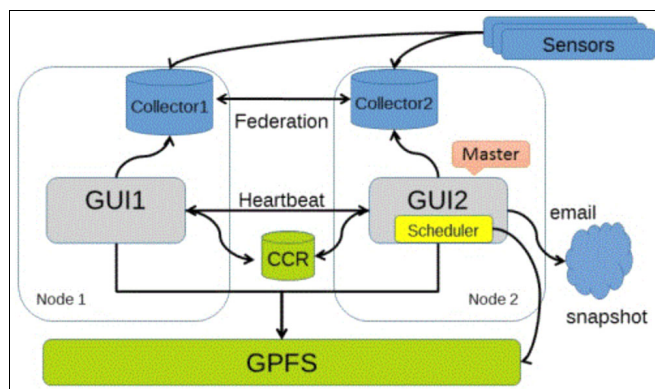 Sensors
Collector1
Collector2
Federation
Master
GUI1
Heartbeat
GUI2
Scheduler
email
CCR
Node 1
Node 2
snapshot
GPFS